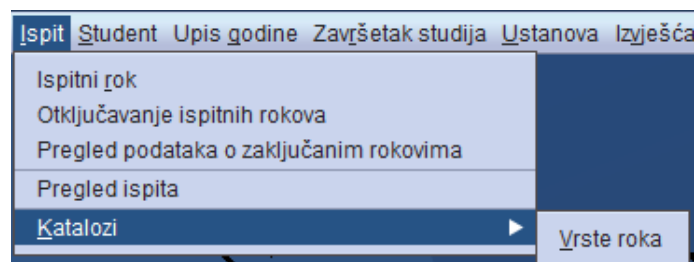 Ispit Student Upis godine Završetak studija Ustanova Izvješća
Ispitni rok
Otključavanje ispitnih rokova
Pregled podataka o zaključanim rokovima
Pregled ispita
Katalozi
Vrste roka